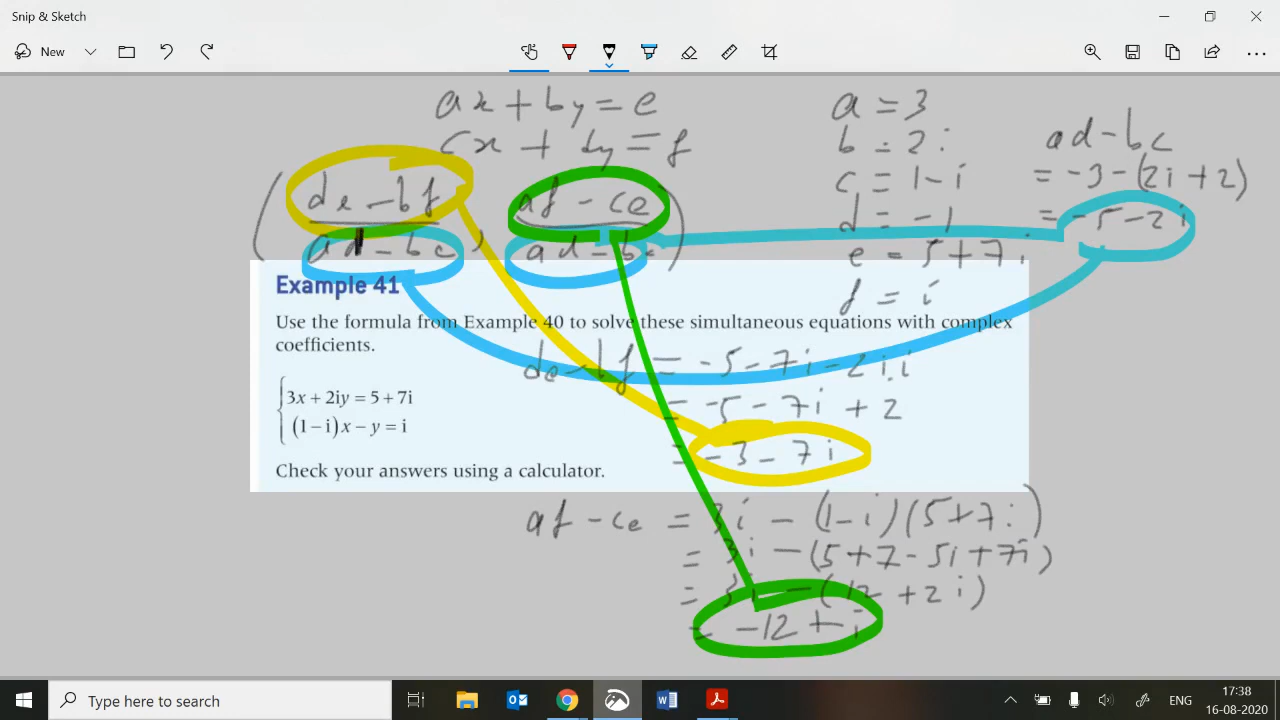 Snip & Sketch
New
ax + by = e
cx + dy = f
( de - bf / ad - bc , af - ce / ad - bc )
a = 3
b = 2i
c = 1 - i
d = -1
e = 5 + 7i
f = i
ad - bc
= -3 - (2i + 2)
= -5 - 2i
Example 41
Use the formula from Example 40 to solve these simultaneous equations with complex
coefficients.
3x + 2iy = 5 + 7i
(1 - i)x - y = i
Check your answers using a calculator.
de - bf = -5 - 7i - 2i.i
= -5 - 7i + 2
= -3 - 7i
af - ce = 3i - (1 - i)(5 + 7i)
= 3i - (5 + 7 - 5i + 7i)
= 3i - (12 + 2i)
= -12 + i
Type here to search
ENG
17:38
16-08-2020